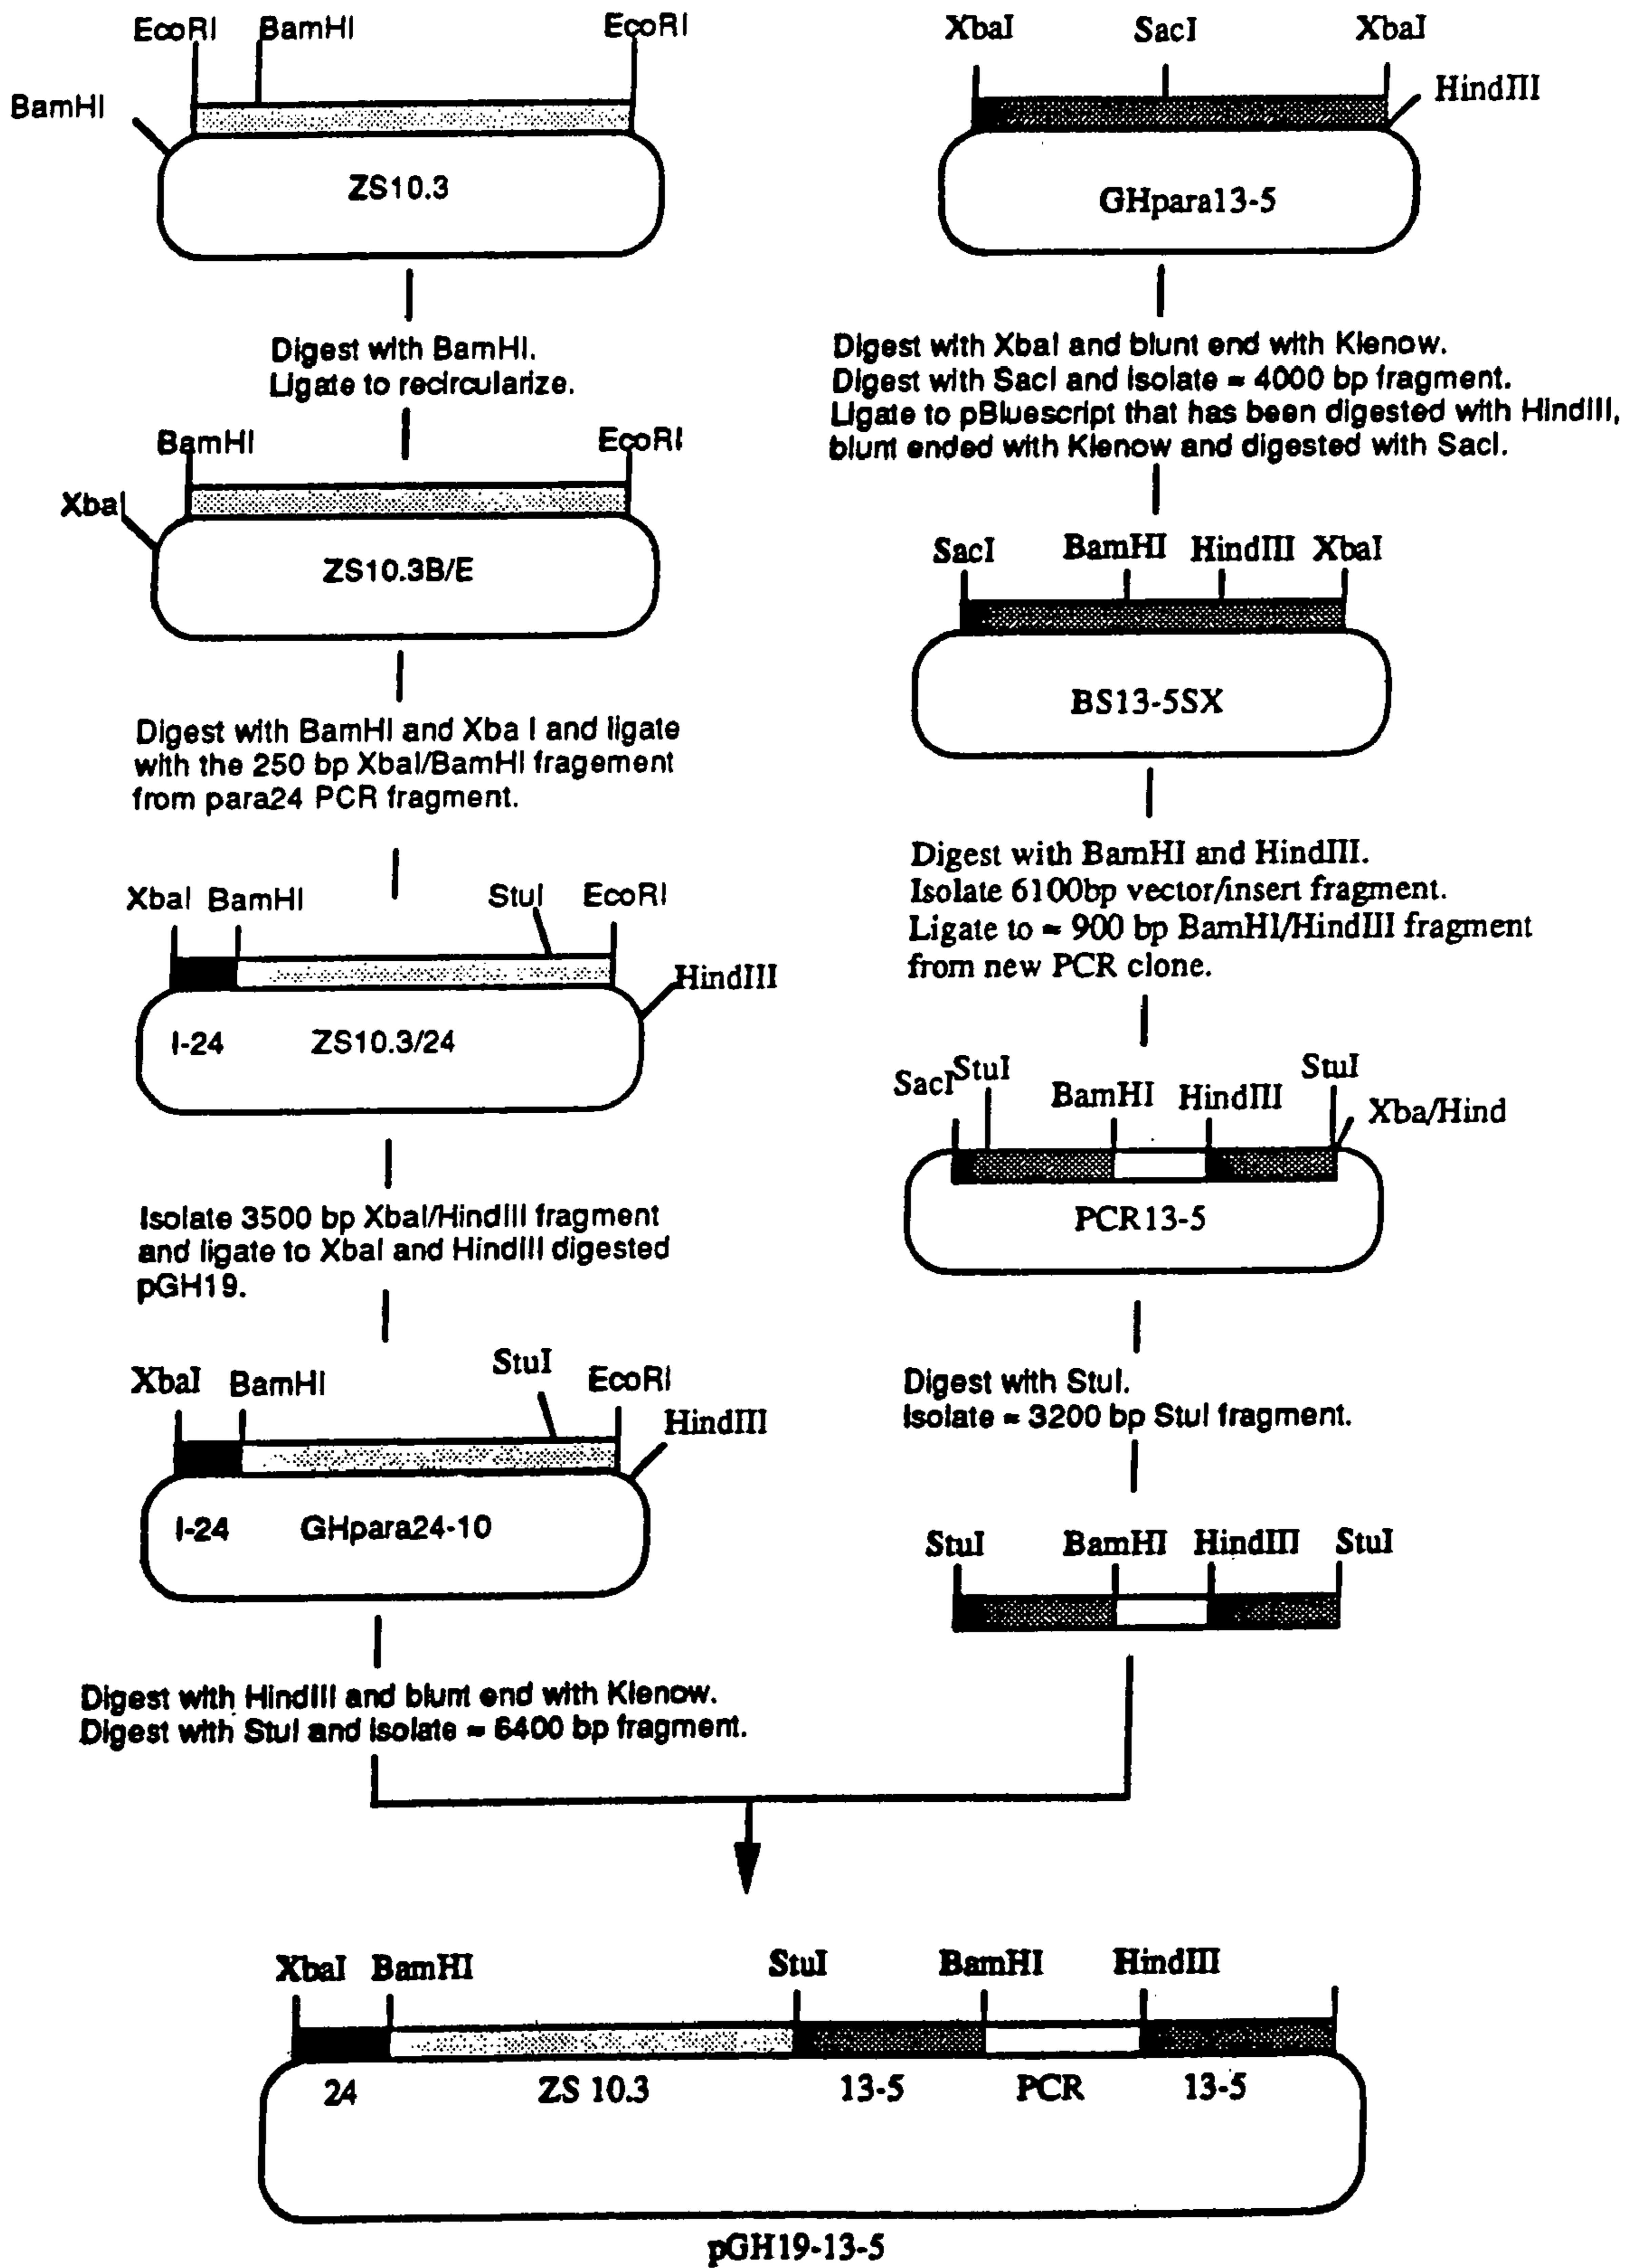 EcoRI BamHI EcoRI
BamHI
ZS10.3
Digest with BamHI.
Ligate to recircularize.
BamHI EcoRI
XbaI
ZS10.3B/E
Digest with BamHI and Xba I and ligate
with the 250 bp XbaI/BamHI fragement
from para24 PCR fragment.
XbaI BamHI StuI EcoRI
HindIII
I-24 ZS10.3/24
Isolate 3500 bp XbaI/HindIII fragment
and ligate to XbaI and HindIII digested
pGH19.
XbaI BamHI StuI EcoRI
HindIII
I-24 GHpara24-10
Digest with HindIII and blunt end with Klenow.
Digest with StuI and isolate ≈ 6400 bp fragment.
XbaI SacI XbaI
HindIII
GHpara13-5
Digest with XbaI and blunt end with Klenow.
Digest with SacI and isolate ≈ 4000 bp fragment.
Ligate to pBluescript that has been digested with HindIII,
blunt ended with Klenow and digested with SacI.
SacI BamHI HindIII XbaI
BS13-5SX
Digest with BamHI and HindIII.
Isolate 6100bp vector/insert fragment.
Ligate to ≈ 900 bp BamHI/HindIII fragment
from new PCR clone.
SacI StuI BamHI HindIII StuI
Xba/Hind
PCR13-5
Digest with StuI.
Isolate ≈ 3200 bp StuI fragment.
StuI BamHI HindIII StuI
XbaI BamHI StuI BamHI HindIII
24 ZS 10.3 13-5 PCR 13-5
pGH19-13-5